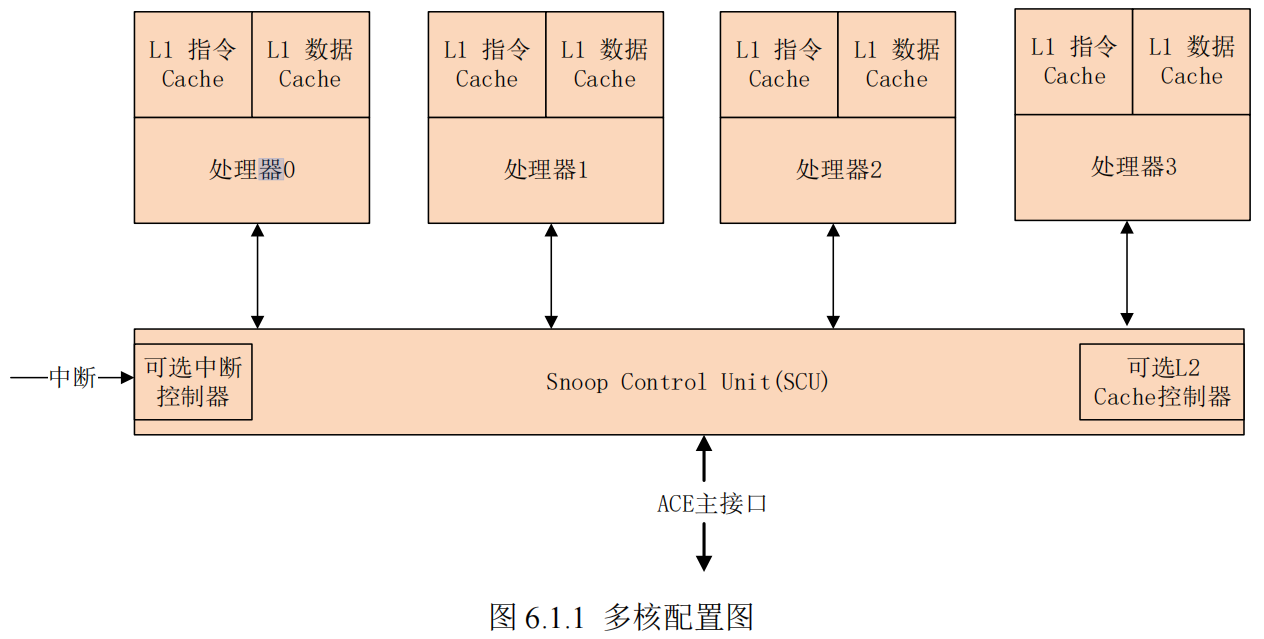 L1 指令
Cache
L1 数据
Cache
处理器0
L1 指令
Cache
L1 数据
Cache
处理器1
L1 指令
Cache
L1 数据
Cache
处理器2
L1 指令
Cache
L1 数据
Cache
处理器3
中断
可选中断
控制器
Snoop Control Unit(SCU)
可选L2
Cache控制器
ACE主接口
图 6.1.1 多核配置图